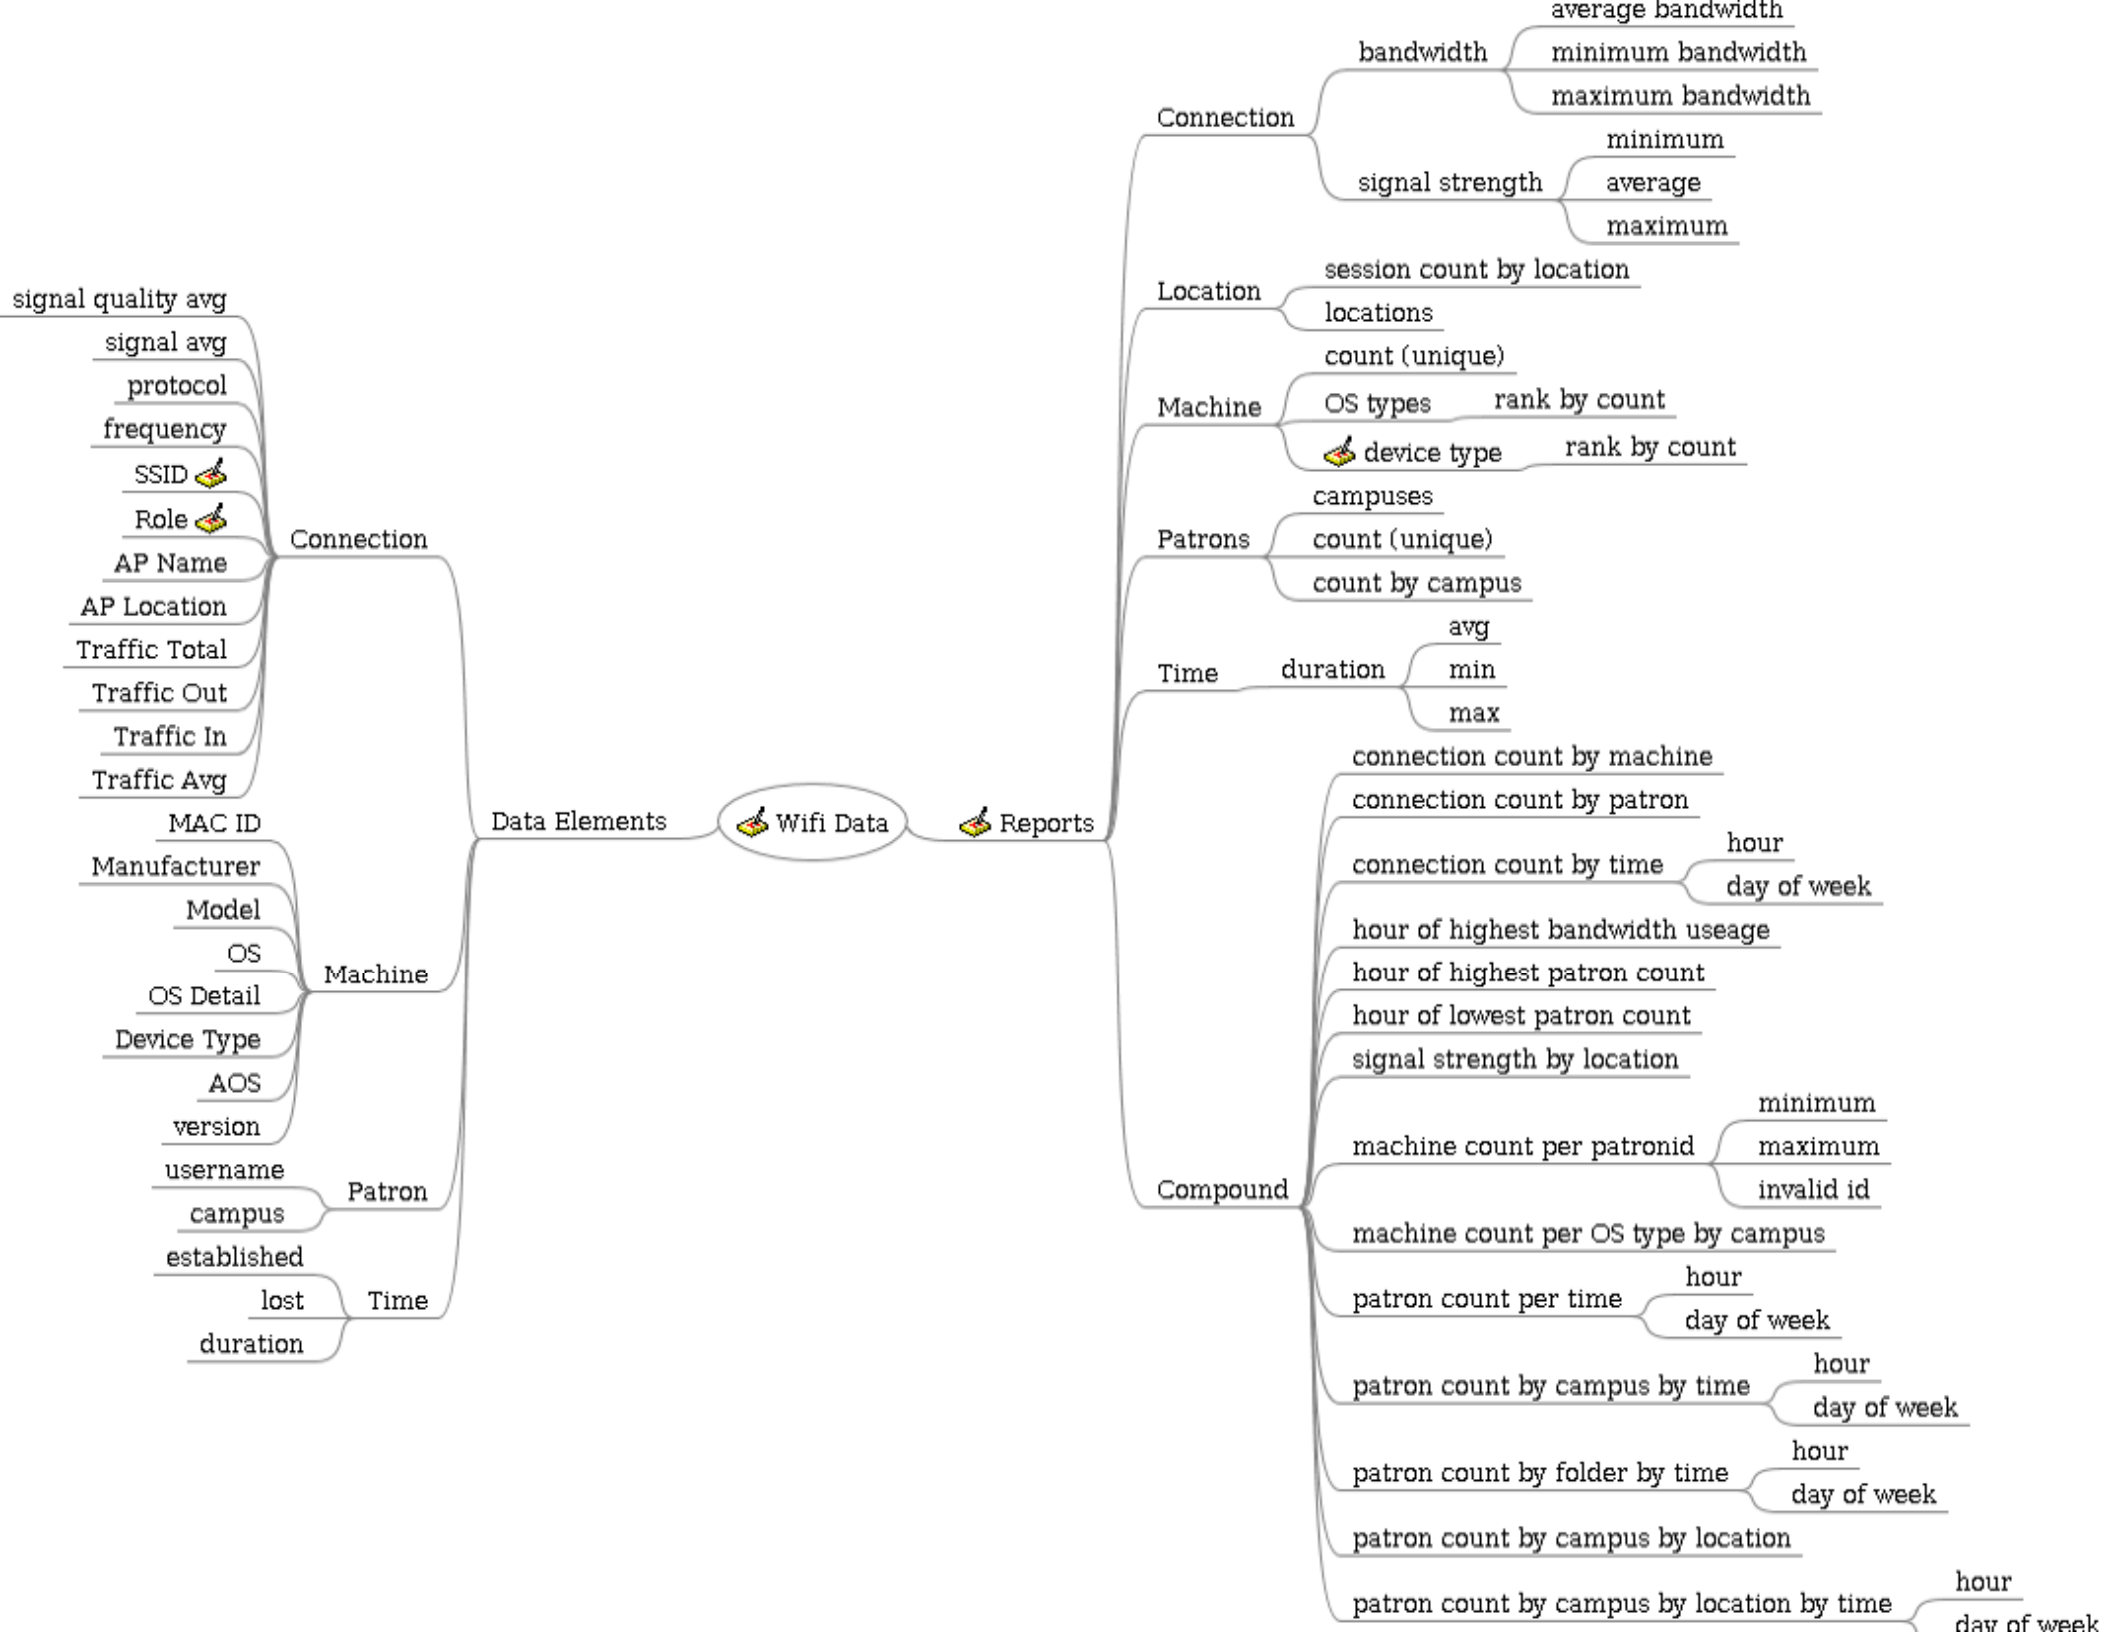 average bandwidth
bandwidth
minimum bandwidth
maximum bandwidth
Connection
minimum
signal strength
average
maximum
session count by location
Location
locations
count (unique)
Machine
OS types
rank by count
device type
rank by count
campuses
Patrons
count (unique)
count by campus
avg
Time
duration
min
max
connection count by machine
connection count by patron
hour
connection count by time
day of week
hour of highest bandwidth useage
hour of highest patron count
hour of lowest patron count
signal strength by location
minimum
machine count per patronid
maximum
invalid id
Compound
machine count per OS type by campus
hour
patron count per time
day of week
hour
patron count by campus by time
day of week
hour
patron count by folder by time
day of week
patron count by campus by location
hour
patron count by campus by location by time
day of week
Reports
Wifi Data
Data Elements
signal quality avg
signal avg
protocol
frequency
SSID
Role
Connection
AP Name
AP Location
Traffic Total
Traffic Out
Traffic In
Traffic Avg
MAC ID
Manufacturer
Model
OS
Machine
OS Detail
Device Type
AOS
version
username
Patron
campus
established
lost
Time
duration